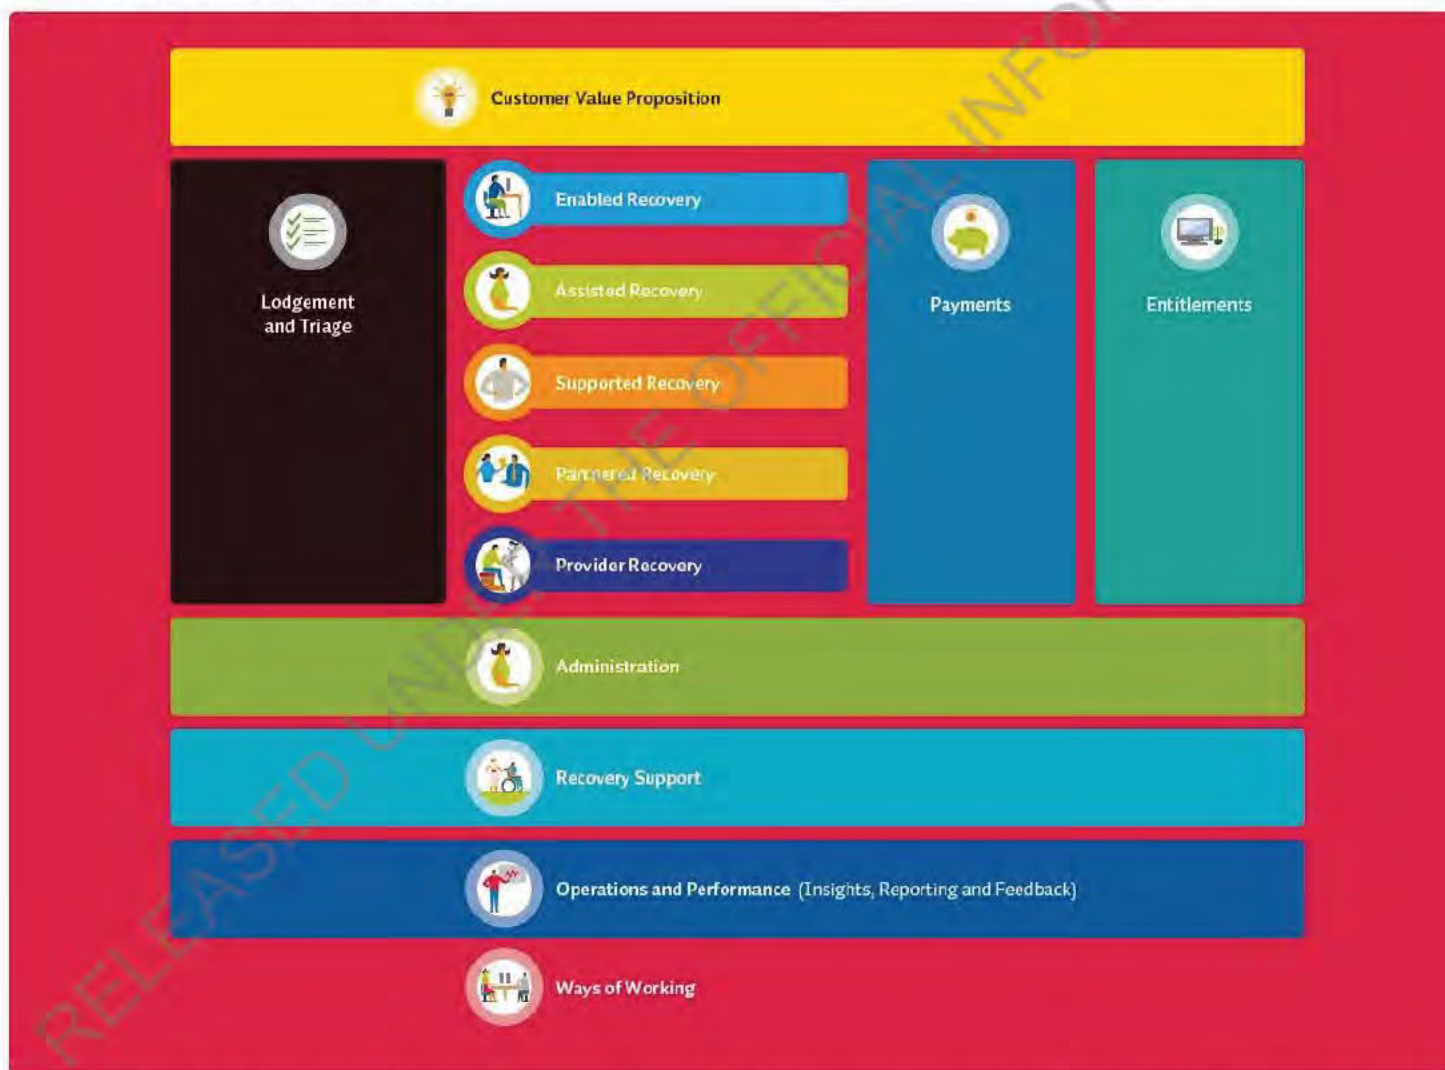 Customer Value Proposition
Lodgement
and Triage
Enabled Recovery
Assisted Recovery
Supported Recovery
Partnered Recovery
Provider Recovery
Payments
Entitlements
Administration
Recovery Support
Operations and Performance (Insights, Reporting and Feedback)
Ways of Working
RELEASED UNDER THE OFFICIAL